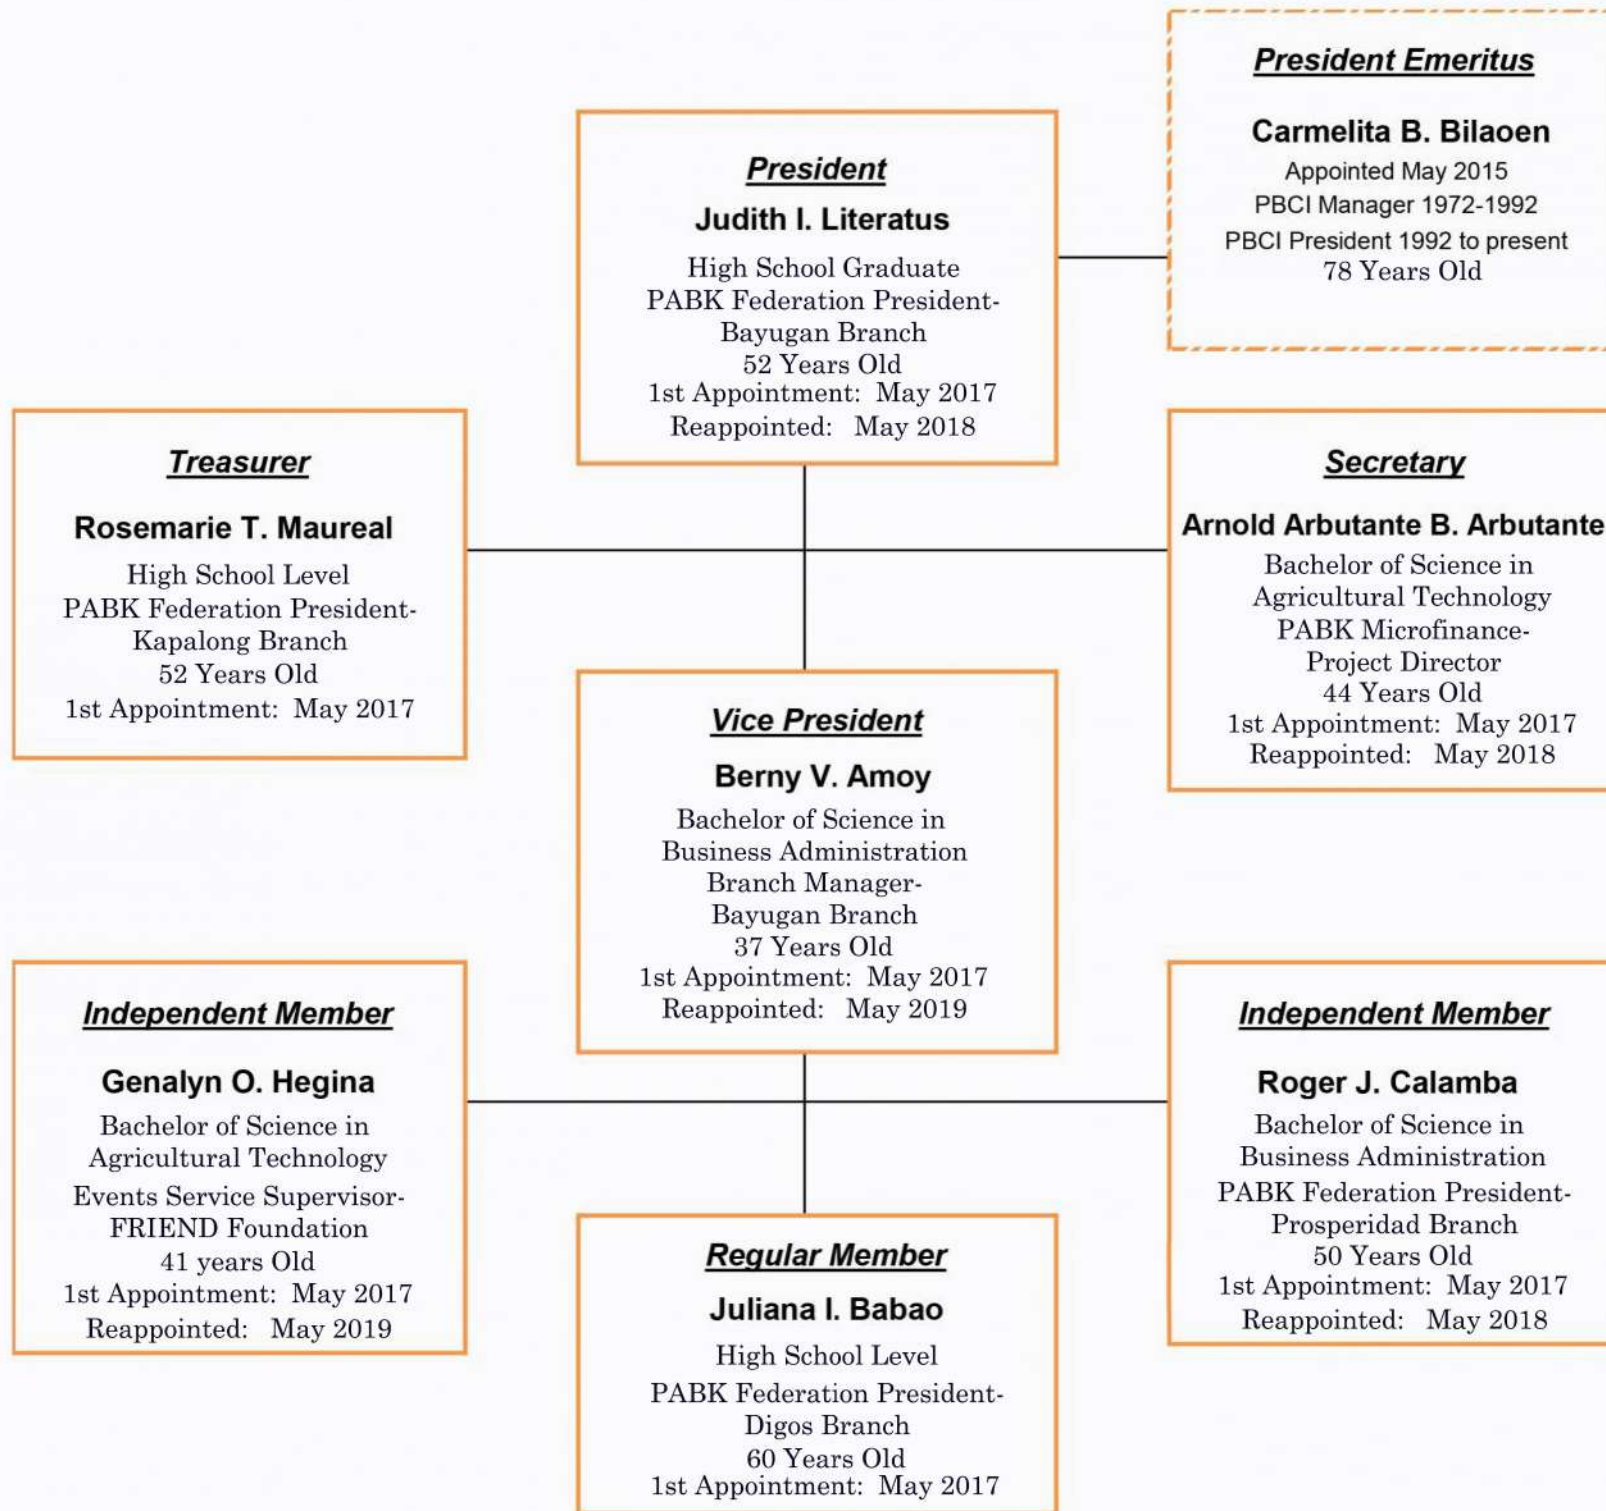 President Emeritus
Carmelita B. Bilaoen
Appointed May 2015
PBCI Manager 1972-1992
PBCI President 1992 to present
78 Years Old
President
Judith I. Literatus
High School Graduate
PABK Federation President-
Bayugan Branch
52 Years Old
1st Appointment: May 2017
Reappointed: May 2018
Treasurer
Rosemarie T. Maureal
High School Level
PABK Federation President-
Kapalong Branch
52 Years Old
1st Appointment: May 2017
Secretary
Arnold Arbutante B. Arbutante
Bachelor of Science in
Agricultural Technology
PABK Microfinance-
Project Director
44 Years Old
1st Appointment: May 2017
Reappointed: May 2018
Vice President
Berny V. Amoy
Bachelor of Science in
Business Administration
Branch Manager-
Bayugan Branch
37 Years Old
1st Appointment: May 2017
Reappointed: May 2019
Independent Member
Genalyn O. Hegina
Bachelor of Science in
Agricultural Technology
Events Service Supervisor-
FRIEND Foundation
41 years Old
1st Appointment: May 2017
Reappointed: May 2019
Independent Member
Roger J. Calamba
Bachelor of Science in
Business Administration
PABK Federation President-
Prosperidad Branch
50 Years Old
1st Appointment: May 2017
Reappointed: May 2018
Regular Member
Juliana I. Babao
High School Level
PABK Federation President-
Digos Branch
60 Years Old
1st Appointment: May 2017